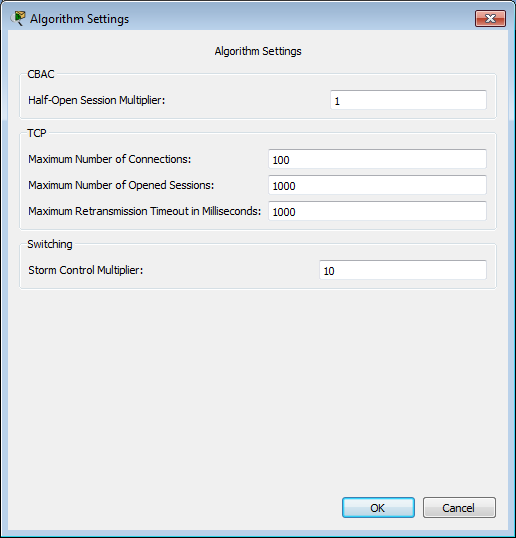 Algorithm Settings
Algorithm Settings
CBAC
Half-Open Session Multiplier: 1
TCP
Maximum Number of Connections: 100
Maximum Number of Opened Sessions: 1000
Maximum Retransmission Timeout in Milliseconds: 1000
Switching
Storm Control Multiplier: 10
OK Cancel